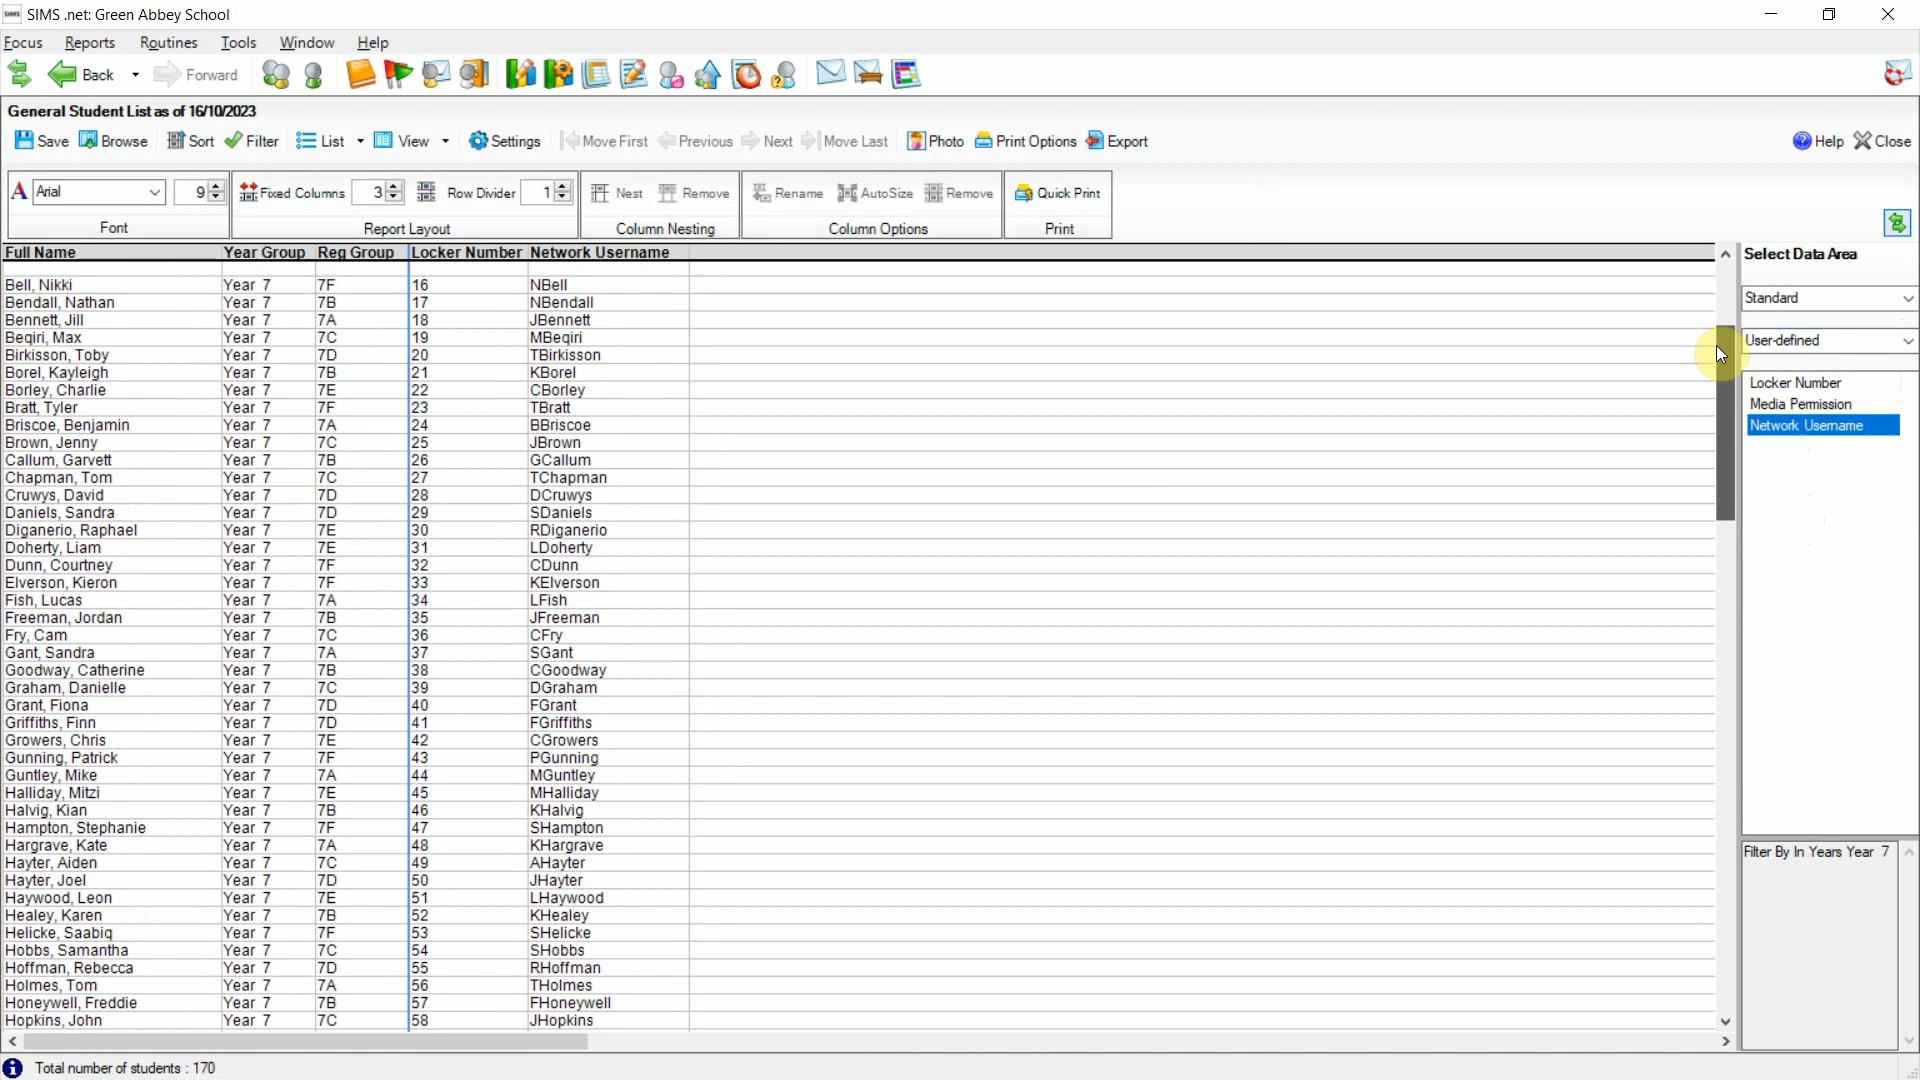 SIMS SIMS .net: Green Abbey School
Focus Reports Routines Tools Window Help
Back Forward
General Student List as of 16/10/2023
Save Browse Sort Filter List View Settings Move First Previous Next Move Last Photo Print Options Export Help Close
A Arial 9 Fixed Columns 3 Row Divider 1 Nest Remove Rename AutoSize Remove Quick Print
Font Report Layout Column Nesting Column Options Print
Full Name Year Group Reg Group Locker Number Network Username
Bell, Nikki Year 7 7F 16 NBell
Bendall, Nathan Year 7 7B 17 NBendall
Bennett, Jill Year 7 7A 18 JBennett
Beqiri, Max Year 7 7C 19 MBeqiri
Birkisson, Toby Year 7 7D 20 TBirkisson
Borel, Kayleigh Year 7 7B 21 KBorel
Borley, Charlie Year 7 7E 22 CBorley
Bratt, Tyler Year 7 7F 23 TBratt
Briscoe, Benjamin Year 7 7A 24 BBriscoe
Brown, Jenny Year 7 7C 25 JBrown
Callum, Garvett Year 7 7B 26 GCallum
Chapman, Tom Year 7 7C 27 TChapman
Cruwys, David Year 7 7D 28 DCruwys
Daniels, Sandra Year 7 7D 29 SDaniels
Diganerio, Raphael Year 7 7E 30 RDiganerio
Doherty, Liam Year 7 7E 31 LDoherty
Dunn, Courtney Year 7 7F 32 CDunn
Elverson, Kieron Year 7 7F 33 KElverson
Fish, Lucas Year 7 7A 34 LFish
Freeman, Jordan Year 7 7B 35 JFreeman
Fry, Cam Year 7 7C 36 CFry
Gant, Sandra Year 7 7A 37 SGant
Goodway, Catherine Year 7 7B 38 CGoodway
Graham, Danielle Year 7 7C 39 DGraham
Grant, Fiona Year 7 7D 40 FGrant
Griffiths, Finn Year 7 7D 41 FGriffiths
Growers, Chris Year 7 7E 42 CGrowers
Gunning, Patrick Year 7 7F 43 PGunning
Guntley, Mike Year 7 7A 44 MGuntley
Halliday, Mitzi Year 7 7E 45 MHalliday
Halvig, Kian Year 7 7B 46 KHalvig
Hampton, Stephanie Year 7 7F 47 SHampton
Hargrave, Kate Year 7 7A 48 KHargrave
Hayter, Aiden Year 7 7C 49 AHayter
Hayter, Joel Year 7 7D 50 JHayter
Haywood, Leon Year 7 7E 51 LHaywood
Healey, Karen Year 7 7B 52 KHealey
Helicke, Saabiq Year 7 7F 53 SHelicke
Hobbs, Samantha Year 7 7C 54 SHobbs
Hoffman, Rebecca Year 7 7D 55 RHoffman
Holmes, Tom Year 7 7A 56 THolmes
Honeywell, Freddie Year 7 7B 57 FHoneywell
Hopkins, John Year 7 7C 58 JHopkins
Select Data Area
Standard
User-defined
Locker Number
Media Permission
Network Username
Filter By In Years Year 7
Total number of students : 170